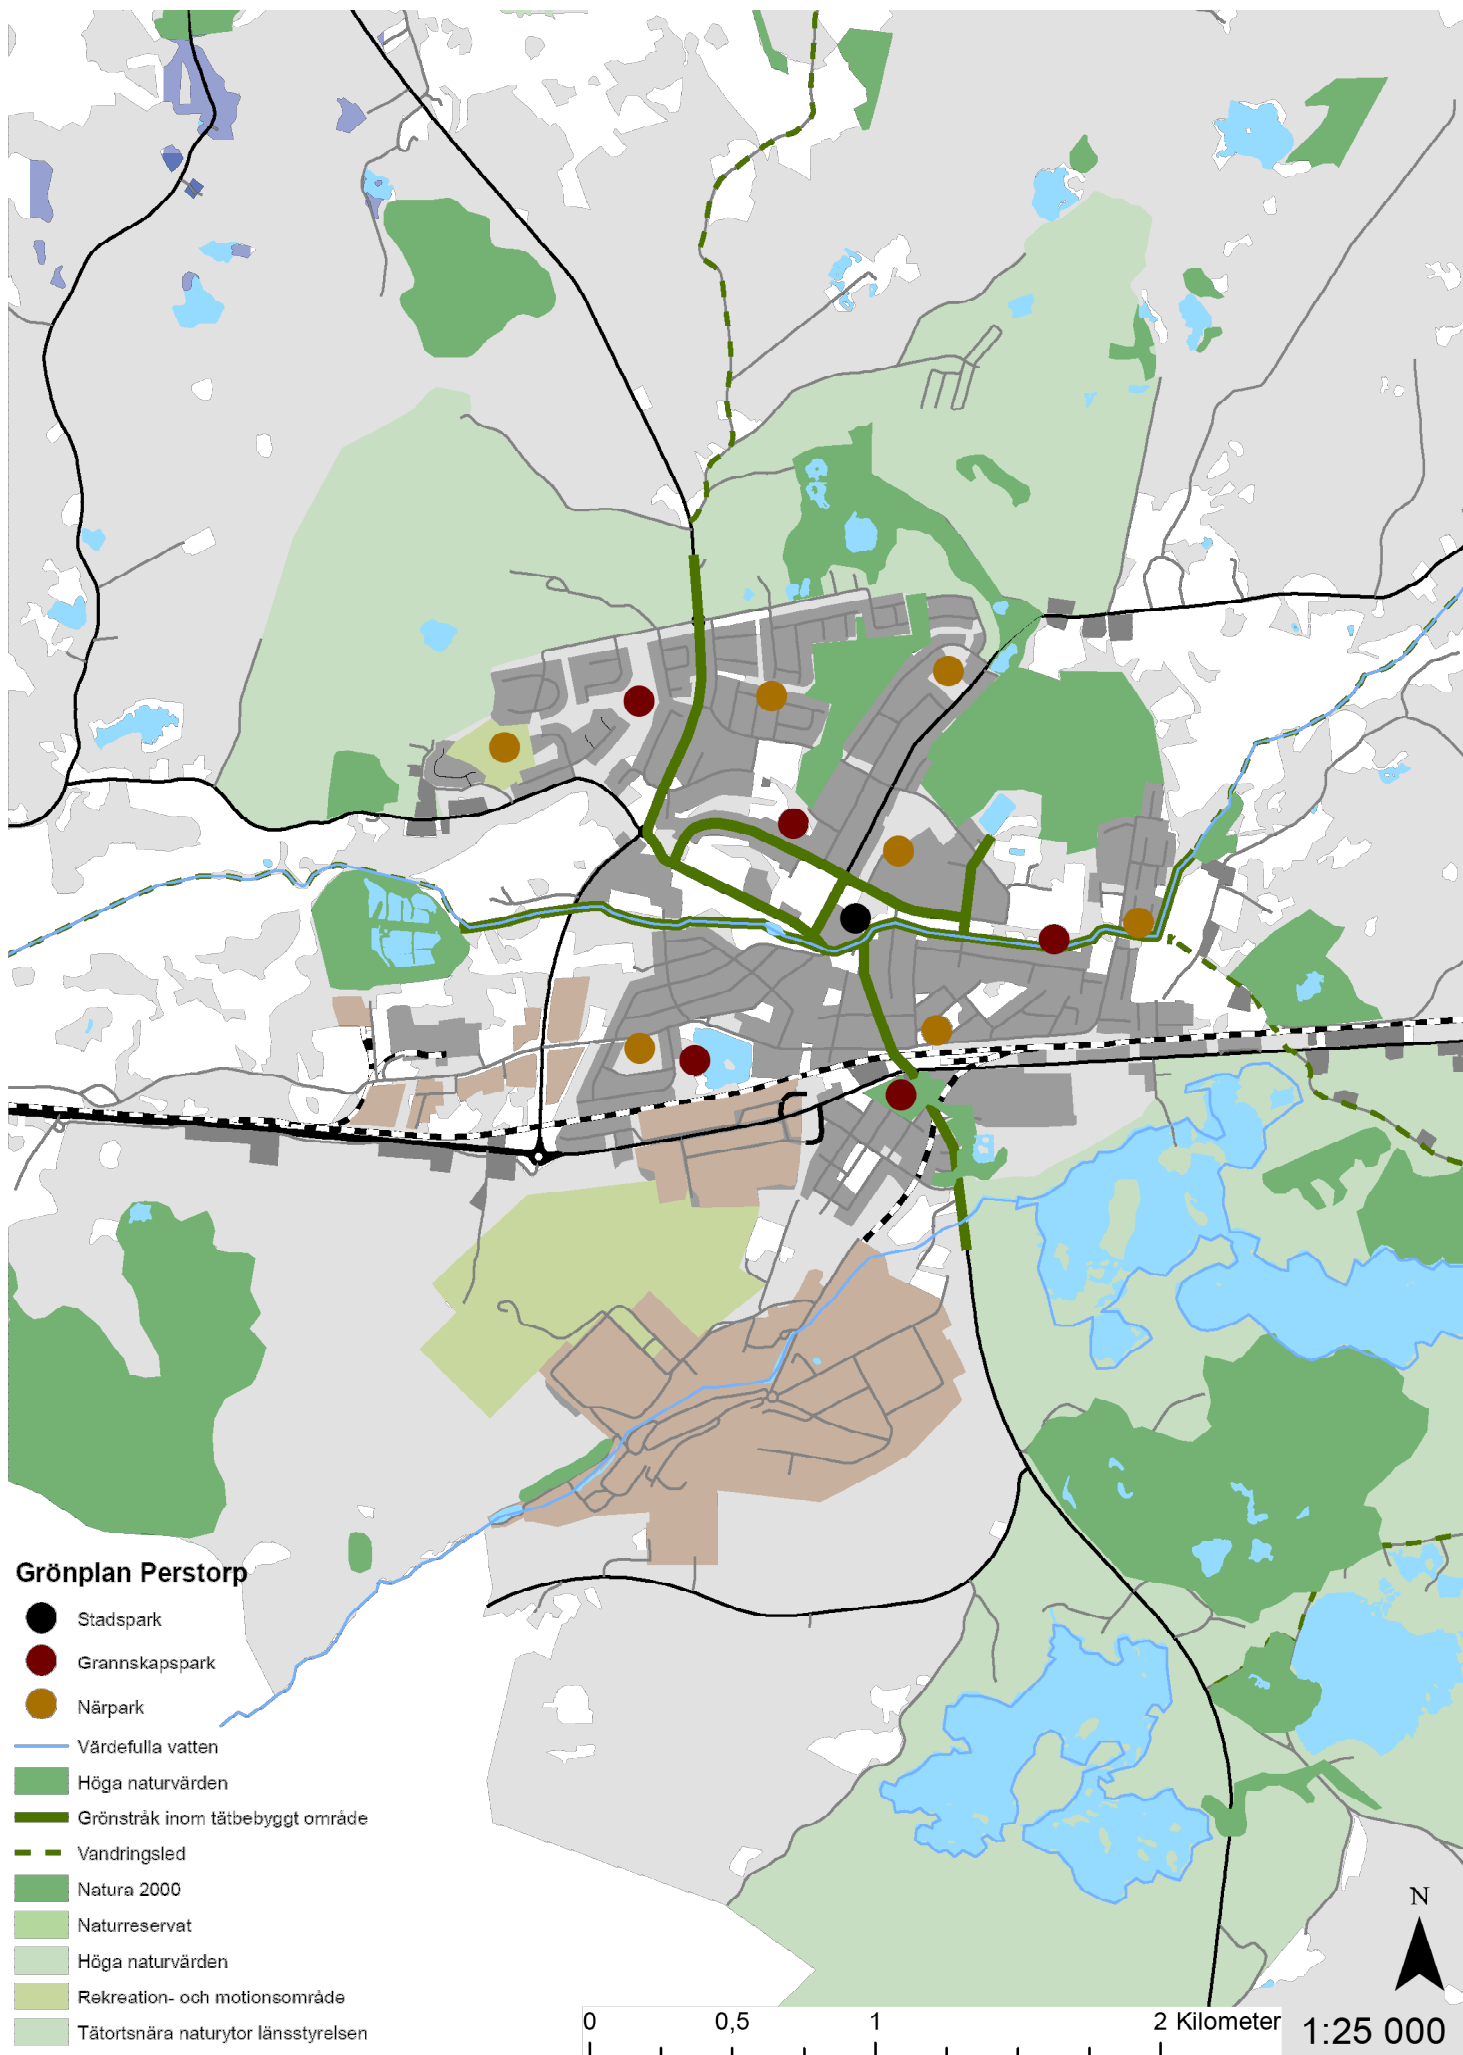 Grönplan Perstorp
Stadspark
Grannskapspark
Närpark
Värdefulla vatten
Höga naturvärden
Grönstråk inom tätbebyggt område
Vandringsled
Natura 2000
Naturreservat
Höga naturvärden
Rekreation- och motionsområde
Tätortsnära naturytor länsstyrelsen
N
0 0,5 1 2 Kilometer
1:25 000